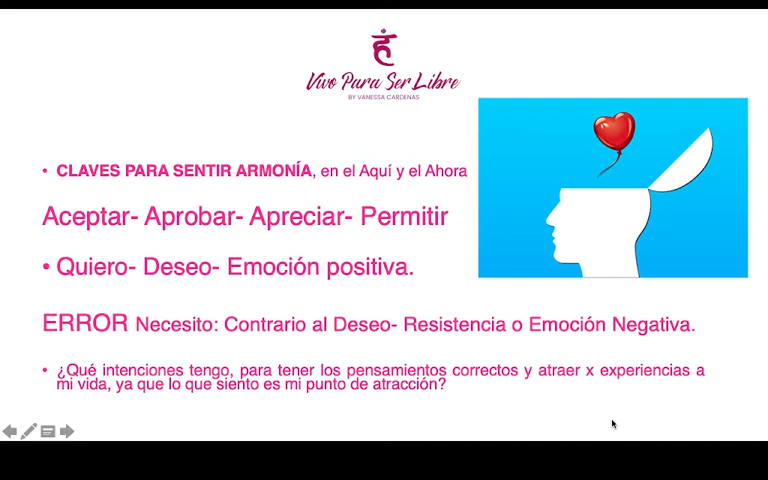 हं
Vivo Para Ser Libre
BY VANESSA CARDENAS
• CLAVES PARA SENTIR ARMONÍA, en el Aquí y el Ahora
Aceptar- Aprobar- Apreciar- Permitir
• Quiero- Deseo- Emoción positiva.
ERROR Necesito: Contrario al Deseo- Resistencia o Emoción Negativa.
• ¿Qué intenciones tengo, para tener los pensamientos correctos y atraer x experiencias a
mi vida, ya que lo que siento es mi punto de atracción?